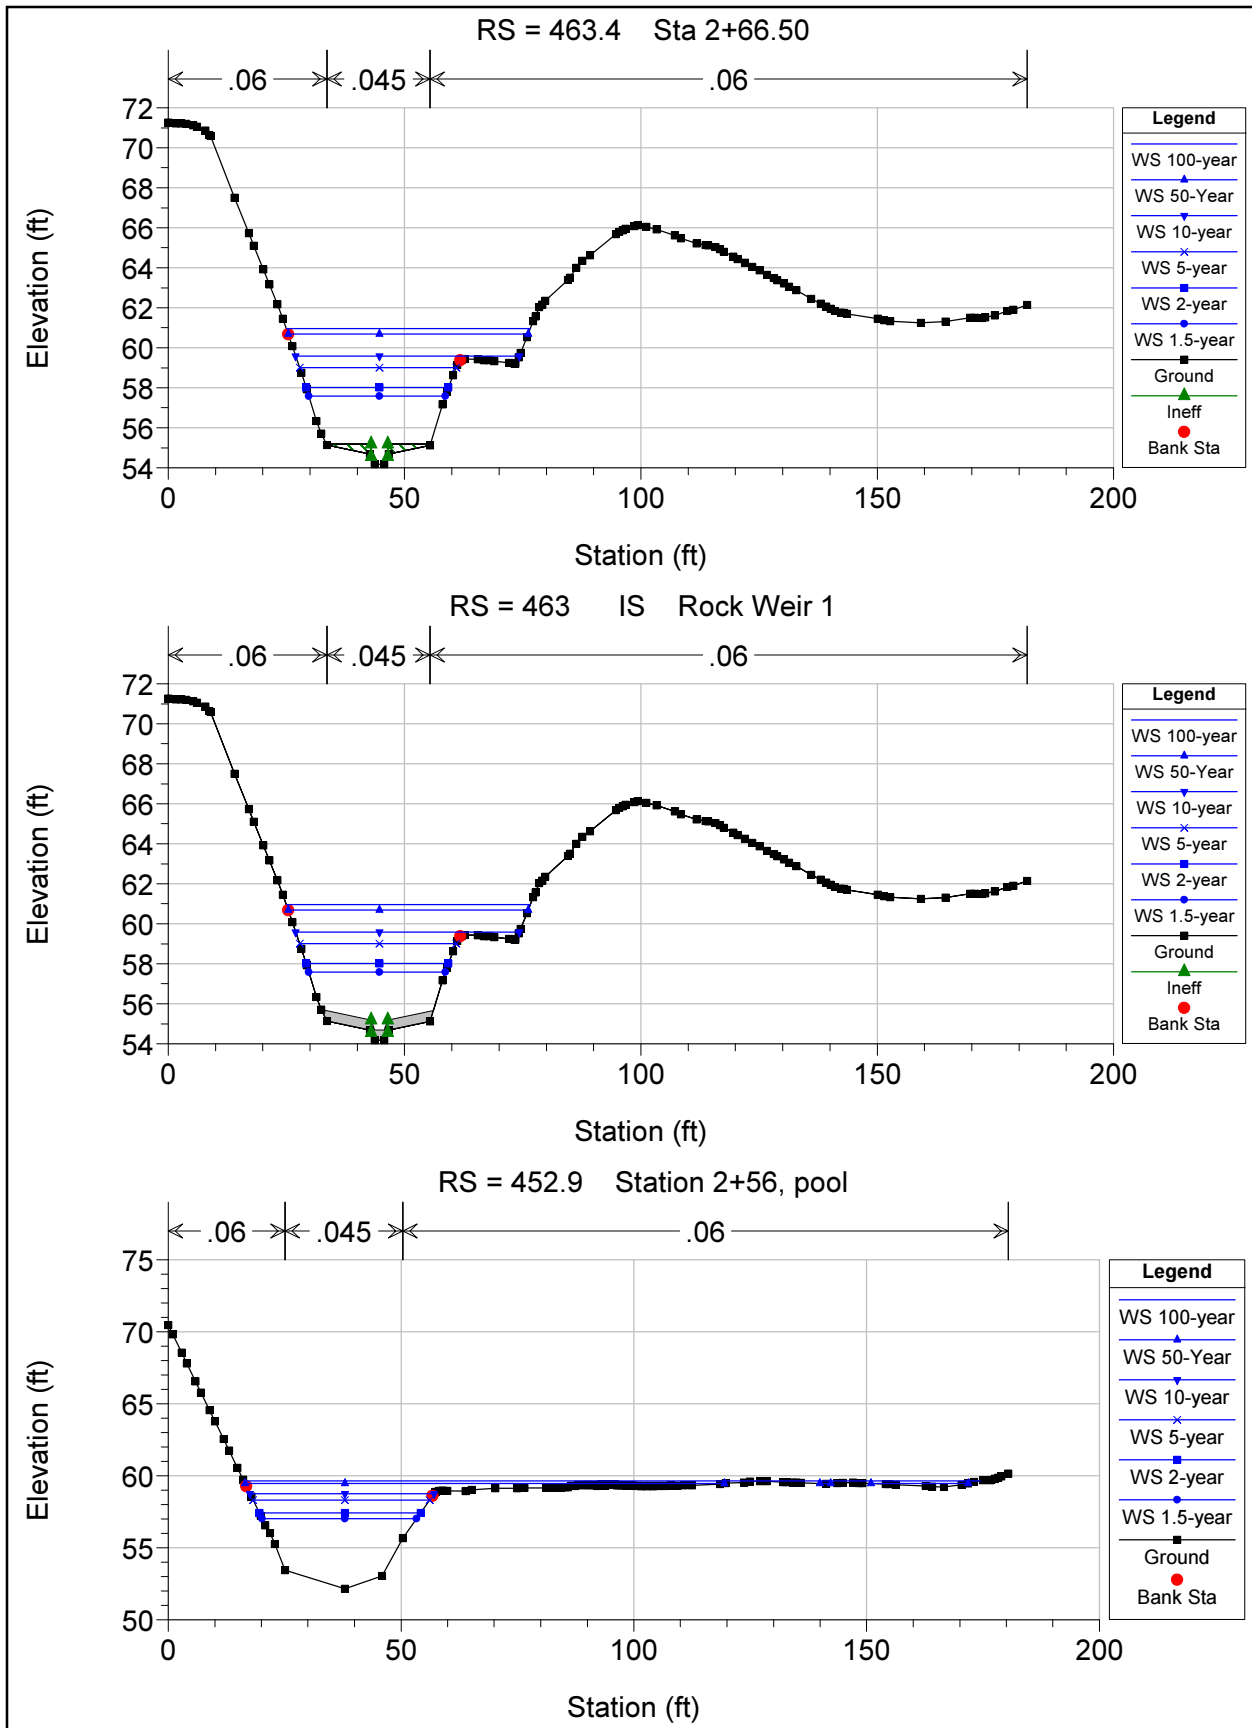 RS = 463.4 Sta 2+66.50
.06 .045 .06
72
70
68
66
64
62
60
58
56
54
Elevation (ft)
0 50 100 150 200
Station (ft)
Legend
WS 100-year
WS 50-Year
WS 10-year
WS 5-year
WS 2-year
WS 1.5-year
Ground
Ineff
Bank Sta
RS = 463 IS Rock Weir 1
.06 .045 .06
72
70
68
66
64
62
60
58
56
54
Elevation (ft)
0 50 100 150 200
Station (ft)
Legend
WS 100-year
WS 50-Year
WS 10-year
WS 5-year
WS 2-year
WS 1.5-year
Ground
Ineff
Bank Sta
RS = 452.9 Station 2+56, pool
.06 .045 .06
75
70
65
60
55
50
Elevation (ft)
0 50 100 150 200
Station (ft)
Legend
WS 100-year
WS 50-Year
WS 10-year
WS 5-year
WS 2-year
WS 1.5-year
Ground
Bank Sta